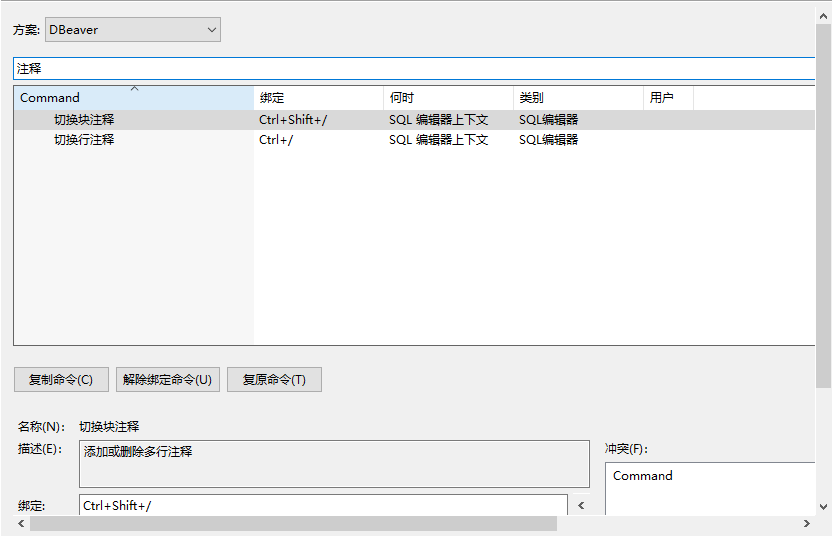 方案: DBeaver
注释
Command 绑定 何时 类别 用户
切换块注释 Ctrl+Shift+/ SQL 编辑器上下文 SQL编辑器
切换行注释 Ctrl+/ SQL 编辑器上下文 SQL编辑器
复制命令(C) 解除绑定命令(U) 复原命令(T)
名称(N): 切换块注释
描述(E): 添加或删除多行注释 冲突(F):
Command
绑定: Ctrl+Shift+/